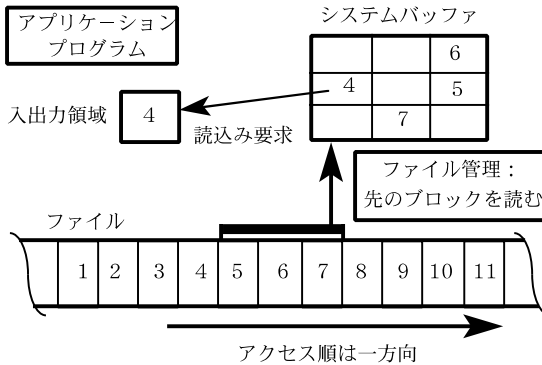 アプリケーション
プログラム
システムバッファ
6
4
5
7
入出力領域
4
読込み要求
ファイル管理：
先のブロックを読む
ファイル
1 2 3 4 5 6 7 8 9 10 11
アクセス順は一方向